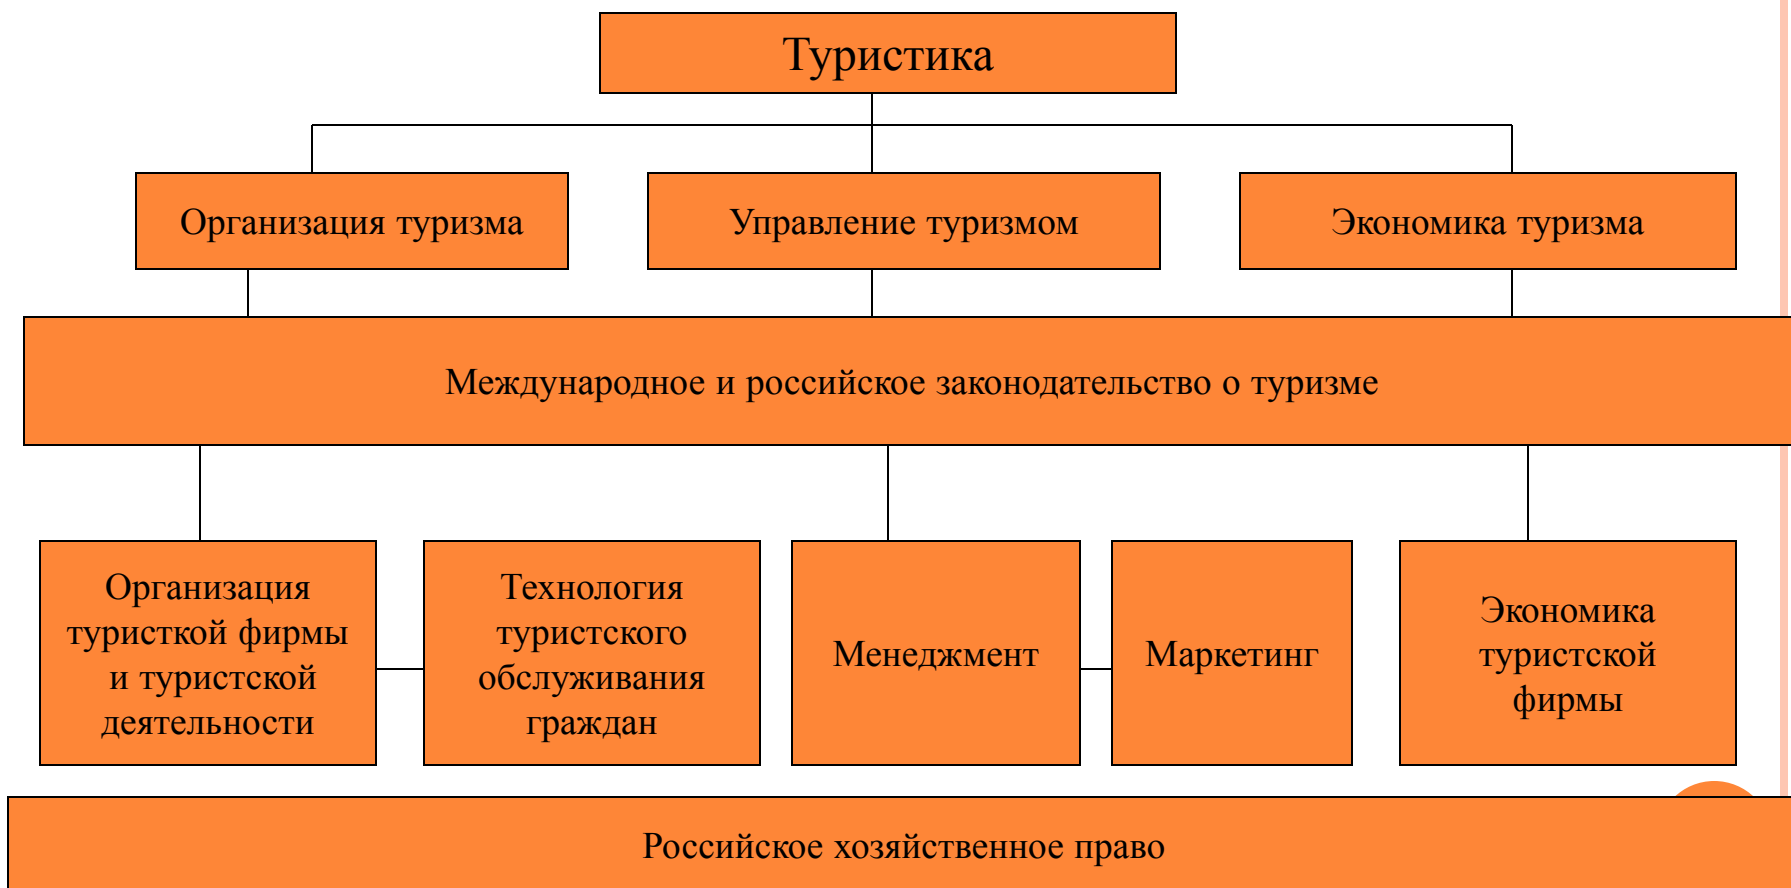 Туристика
Организация туризма
Управление туризмом
Экономика туризма
Международное и российское законодательство о туризме
Организация
туристкой фирмы
и туристской
деятельности
Технология
туристского
обслуживания
граждан
Менеджмент
Маркетинг
Экономика
туристской
фирмы
Российское хозяйственное право